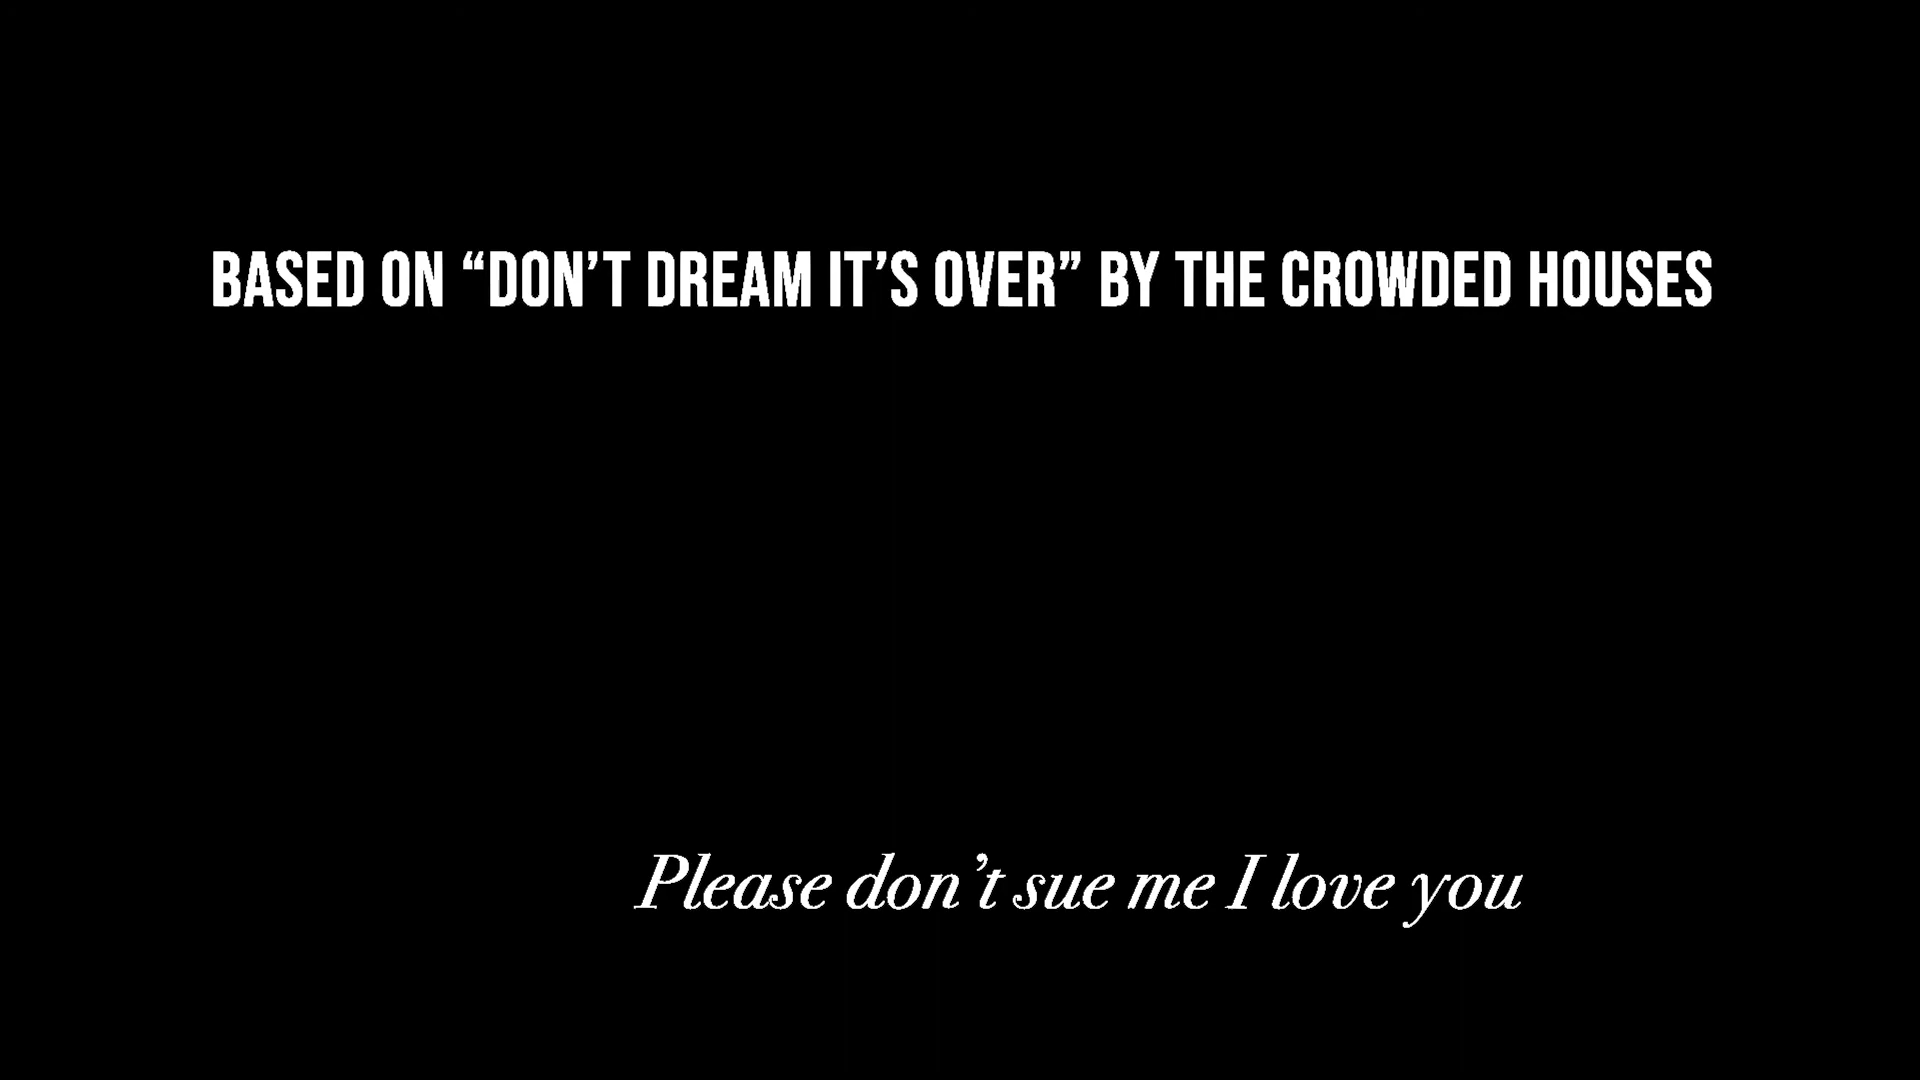 BASED ON “DON’T DREAM IT’S OVER” BY THE CROWDED HOUSES
Please don’t sue me I love you